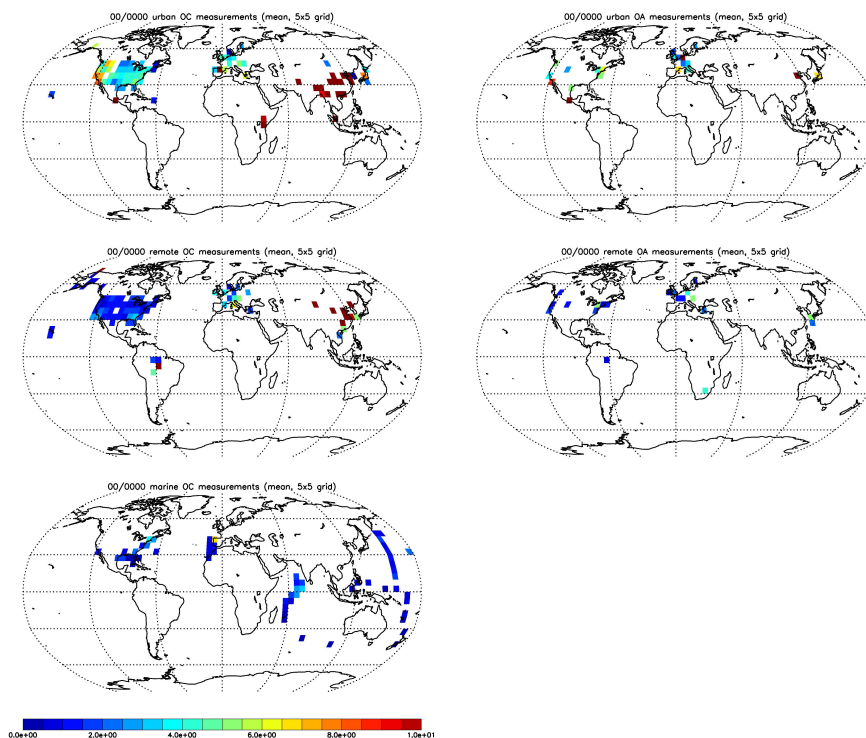 00/0000 urban OC measurements (mean, 5x5 grid)
00/0000 urban OA measurements (mean, 5x5 grid)
00/0000 remote OC measurements (mean, 5x5 grid)
00/0000 remote OA measurements (mean, 5x5 grid)
00/0000 marine OC measurements (mean, 5x5 grid)
0.0e+00 2.0e+00 4.0e+00 6.0e+00 8.0e+00 1.0e+01